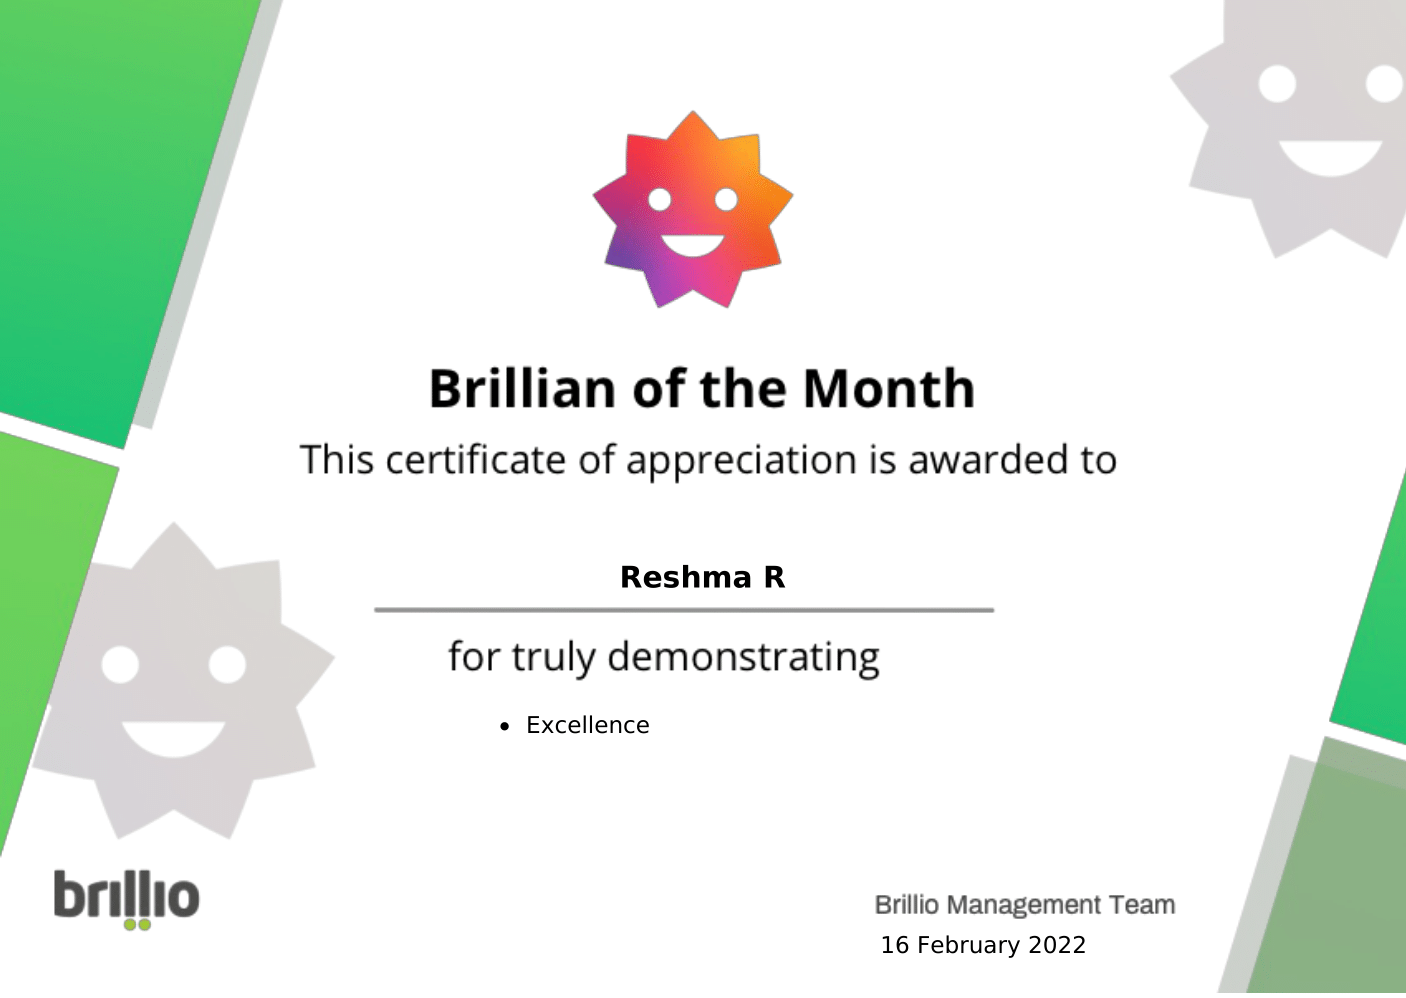 Brillian of the Month
This certificate of appreciation is awarded to
Reshma R
for truly demonstrating
• Excellence
brillio
Brillio Management Team
16 February 2022